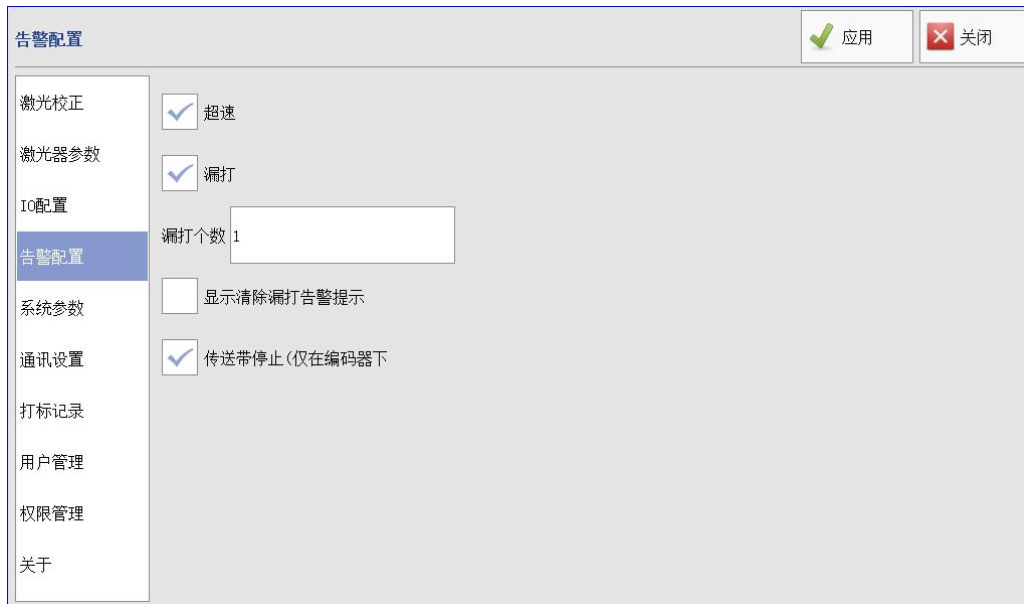 告警配置
应用
关闭
激光校正
激光器参数
IO配置
告警配置
系统参数
通讯设置
打标记录
用户管理
权限管理
关于
超速
漏打
漏打个数 1
显示清除漏打告警提示
传送带停止(仅在编码器下